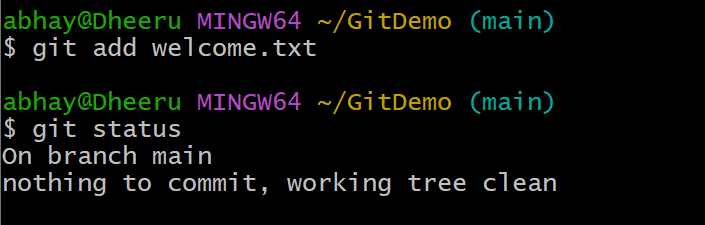 abhay@Dheeru MINGW64 ~/GitDemo (main)
$ git add welcome.txt
abhay@Dheeru MINGW64 ~/GitDemo (main)
$ git status
On branch main
nothing to commit, working tree clean